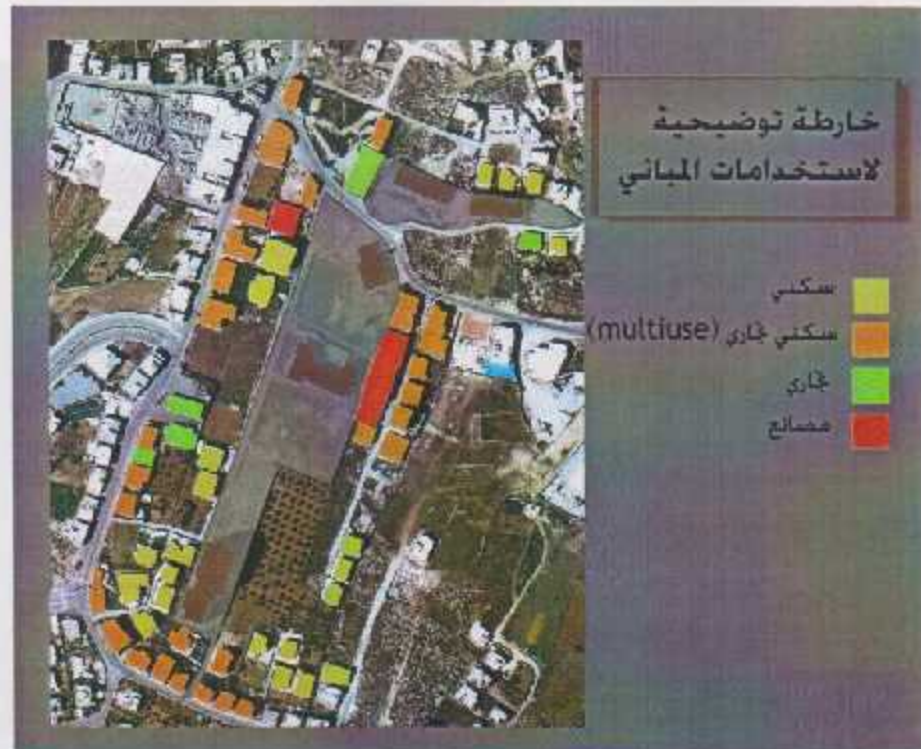 خارطة توضيحية
لاستخدامات المباني
سكني
سكني تجاري (multiuse)
تجاري
مصانع